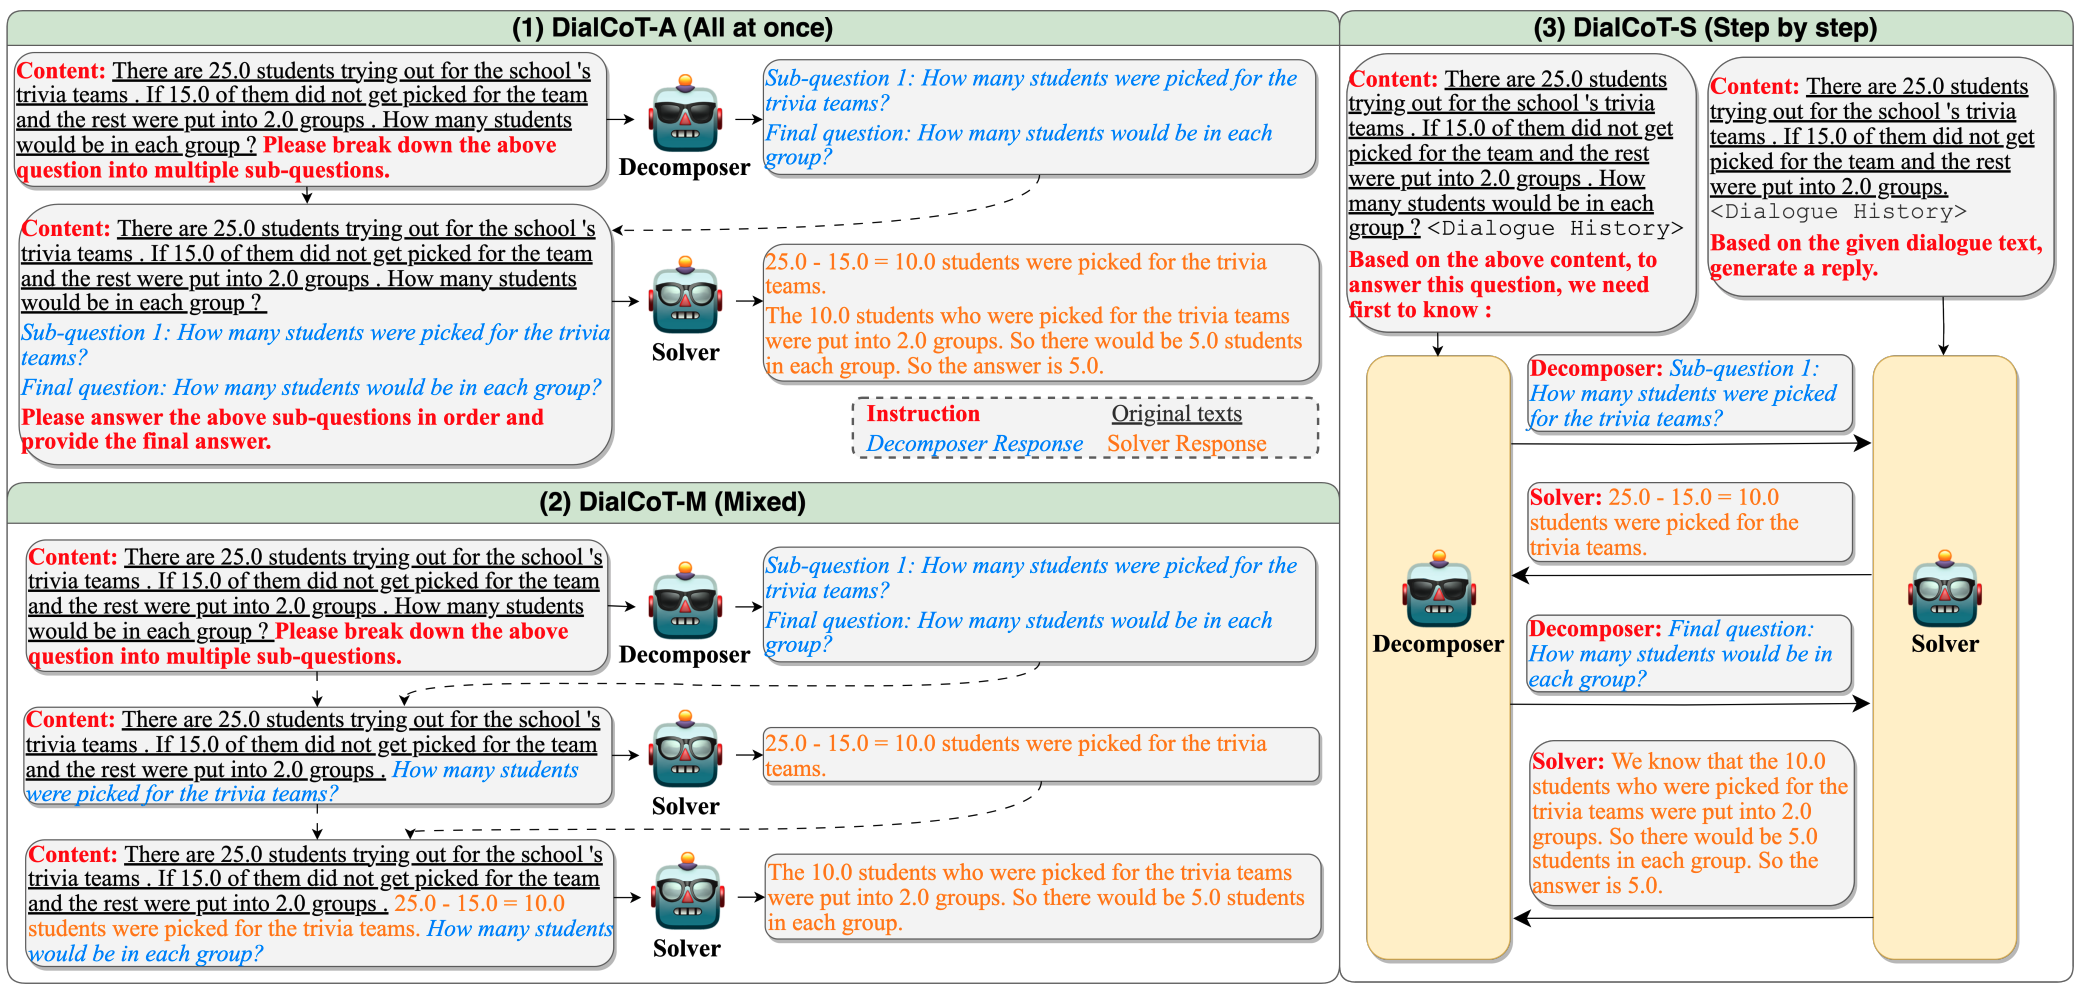 (1) DialCoT-A (All at once)
Content: There are 25.0 students trying out for the school 's
trivia teams . If 15.0 of them did not get picked for the team
and the rest were put into 2.0 groups . How many students
would be in each group ? Please break down the above
question into multiple sub-questions.
Decomposer
Sub-question 1: How many students were picked for the
trivia teams?
Final question: How many students would be in each
group?
Content: There are 25.0 students trying out for the school 's
trivia teams . If 15.0 of them did not get picked for the team
and the rest were put into 2.0 groups . How many students
would be in each group ?
Sub-question 1: How many students were picked for the trivia
teams?
Final question: How many students would be in each group?
Please answer the above sub-questions in order and
provide the final answer.
Solver
25.0 - 15.0 = 10.0 students were picked for the trivia
teams.
The 10.0 students who were picked for the trivia teams
were put into 2.0 groups. So there would be 5.0 students
in each group. So the answer is 5.0.
Instruction
Original texts
Decomposer Response
Solver Response
(2) DialCoT-M (Mixed)
Content: There are 25.0 students trying out for the school 's
trivia teams . If 15.0 of them did not get picked for the team
and the rest were put into 2.0 groups . How many students
would be in each group ? Please break down the above
question into multiple sub-questions.
Decomposer
Sub-question 1: How many students were picked for the
trivia teams?
Final question: How many students would be in each
group?
Content: There are 25.0 students trying out for the school 's
trivia teams . If 15.0 of them did not get picked for the team
and the rest were put into 2.0 groups . How many students
were picked for the trivia teams?
Solver
25.0 - 15.0 = 10.0 students were picked for the trivia
teams.
Content: There are 25.0 students trying out for the school 's
trivia teams . If 15.0 of them did not get picked for the team
and the rest were put into 2.0 groups . 25.0 - 15.0 = 10.0
students were picked for the trivia teams. How many students
would be in each group?
Solver
The 10.0 students who were picked for the trivia teams
were put into 2.0 groups. So there would be 5.0 students
in each group.
(3) DialCoT-S (Step by step)
Content: There are 25.0 students
trying out for the school 's trivia
teams . If 15.0 of them did not get
picked for the team and the rest
were put into 2.0 groups . How
many students would be in each
group ? <Dialogue History>
Based on the above content, to
answer this question, we need
first to know :
Content: There are 25.0 students
trying out for the school 's trivia
teams . If 15.0 of them did not get
picked for the team and the rest
were put into 2.0 groups.
<Dialogue History>
Based on the given dialogue text,
generate a reply.
Decomposer: Sub-question 1:
How many students were picked
for the trivia teams?
Solver: 25.0 - 15.0 = 10.0
students were picked for the
trivia teams.
Decomposer
Solver
Decomposer: Final question:
How many students would be in
each group?
Solver: We know that the 10.0
students who were picked for the
trivia teams were put into 2.0
groups. So there would be 5.0
students in each group. So the
answer is 5.0.